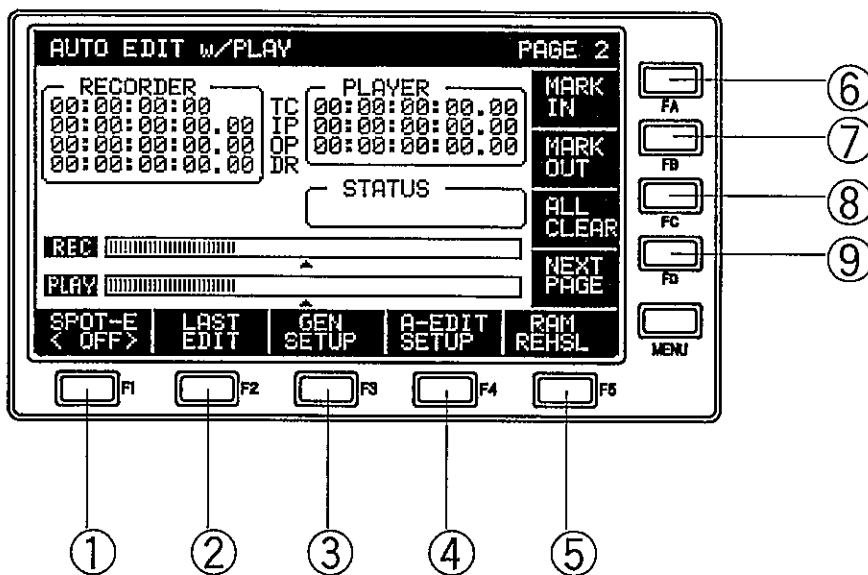 AUTO EDIT w/PLAY PAGE 2
RECORDER PLAYER
00:00:00:00 TC 00:00:00:00.00
00:00:00:00.00 IP 00:00:00:00.00
00:00:00:00.00 OP 00:00:00:00.00
00:00:00:00.00 DR
STATUS
REC
PLAY
MARK IN
MARK OUT
ALL CLEAR
NEXT PAGE
SPOT-E < OFF>
LAST EDIT
GEN SETUP
A-EDIT SETUP
RAM REHSL
FA
FB
FC
FD
MENU
F1 F2 F3 F4 F5
⑥
⑦
⑧
⑨
① ② ③ ④ ⑤